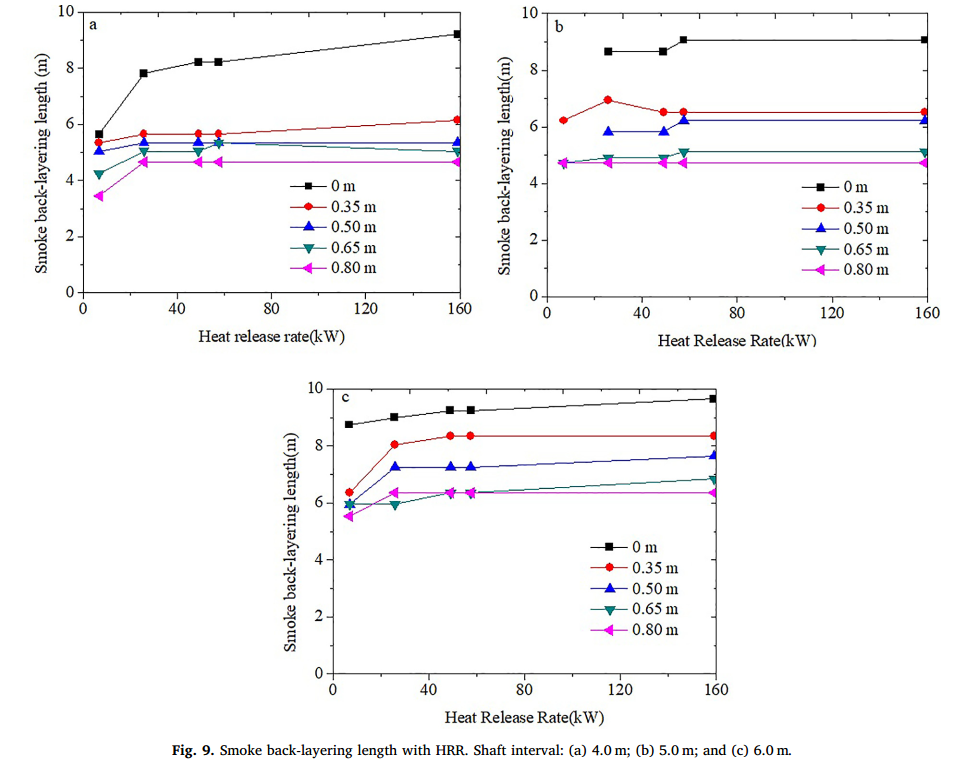 a
10
8
6
4
2
0
Smoke back-layering length (m)
0 m
0.35 m
0.50 m
0.65 m
0.80 m
0 40 80 120 160
Heat release rate(kW)
b
10
8
6
4
2
0
Smoke back-layering length(m)
0 m
0.35 m
0.50 m
0.65 m
0.80 m
0 40 80 120 160
Heat Release Rate(kW)
c
10
8
6
4
2
0
Smoke back-layering length(m)
0 m
0.35 m
0.50 m
0.65 m
0.80 m
0 40 80 120 160
Heat Release Rate(kW)
Fig. 9. Smoke back-layering length with HRR. Shaft interval: (a) 4.0 m; (b) 5.0 m; and (c) 6.0 m.